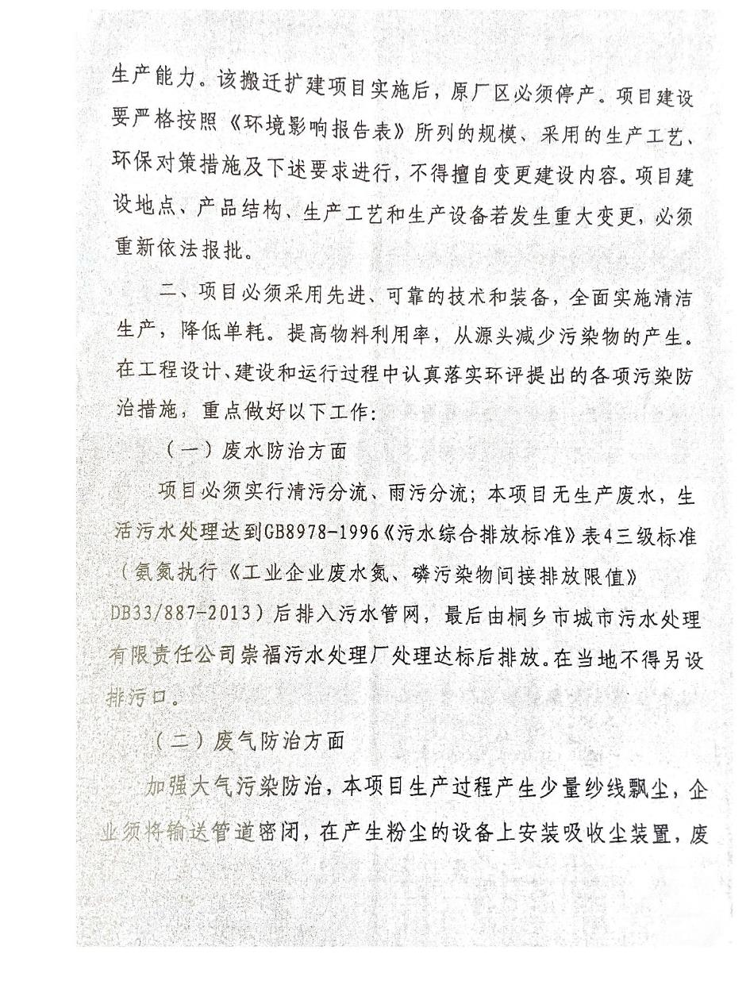 生产能力。该搬迁扩建项目实施后，原厂区必须停产。项目建设
要严格按照《环境影响报告表》所列的规模、采用的生产工艺、
环保对策措施及下述要求进行，不得擅自变更建设内容。项目建
设地点、产品结构、生产工艺和生产设备若发生重大变更，必须
重新依法报批。
二、项目必须采用先进、可靠的技术和装备，全面实施清洁
生产，降低单耗。提高物料利用率，从源头减少污染物的产生。
在工程设计、建设和运行过程中认真落实环评提出的各项污染防
治措施，重点做好以下工作：
（一）废水防治方面
项目必须实行清污分流、雨污分流；本项目无生产废水，生
活污水处理达到GB8978-1996《污水综合排放标准》表4三级标准
（氨氮执行《工业企业废水氮、磷污染物间接排放限值》
DB33/887-2013）后排入污水管网，最后由桐乡市城市污水处理
有限责任公司崇福污水处理厂处理达标后排放。在当地不得另设
排污口。
（二）废气防治方面
加强大气污染防治，本项目生产过程产生少量纱线飘尘，企
业须将输送管道密闭，在产生粉尘的设备上安装吸收尘装置，废